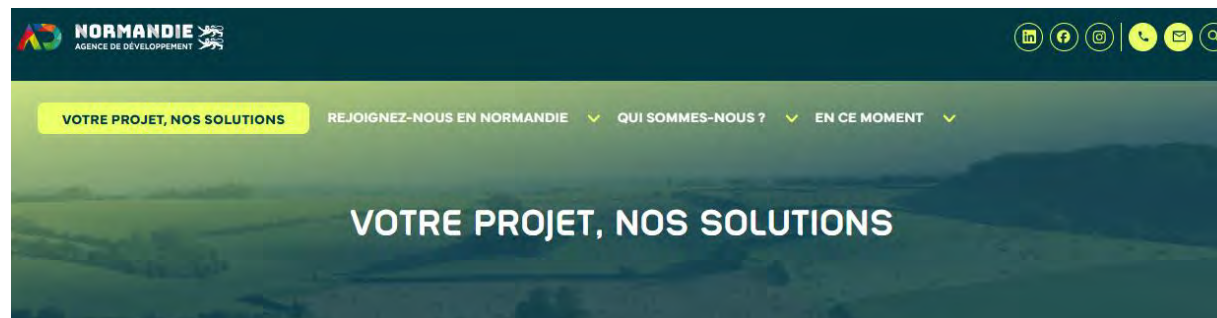 NORMANDIE
AGENCE DE DÉVELOPPEMENT
VOTRE PROJET, NOS SOLUTIONS
REJOIGNEZ-NOUS EN NORMANDIE
QUI SOMMES-NOUS ?
EN CE MOMENT
VOTRE PROJET, NOS SOLUTIONS